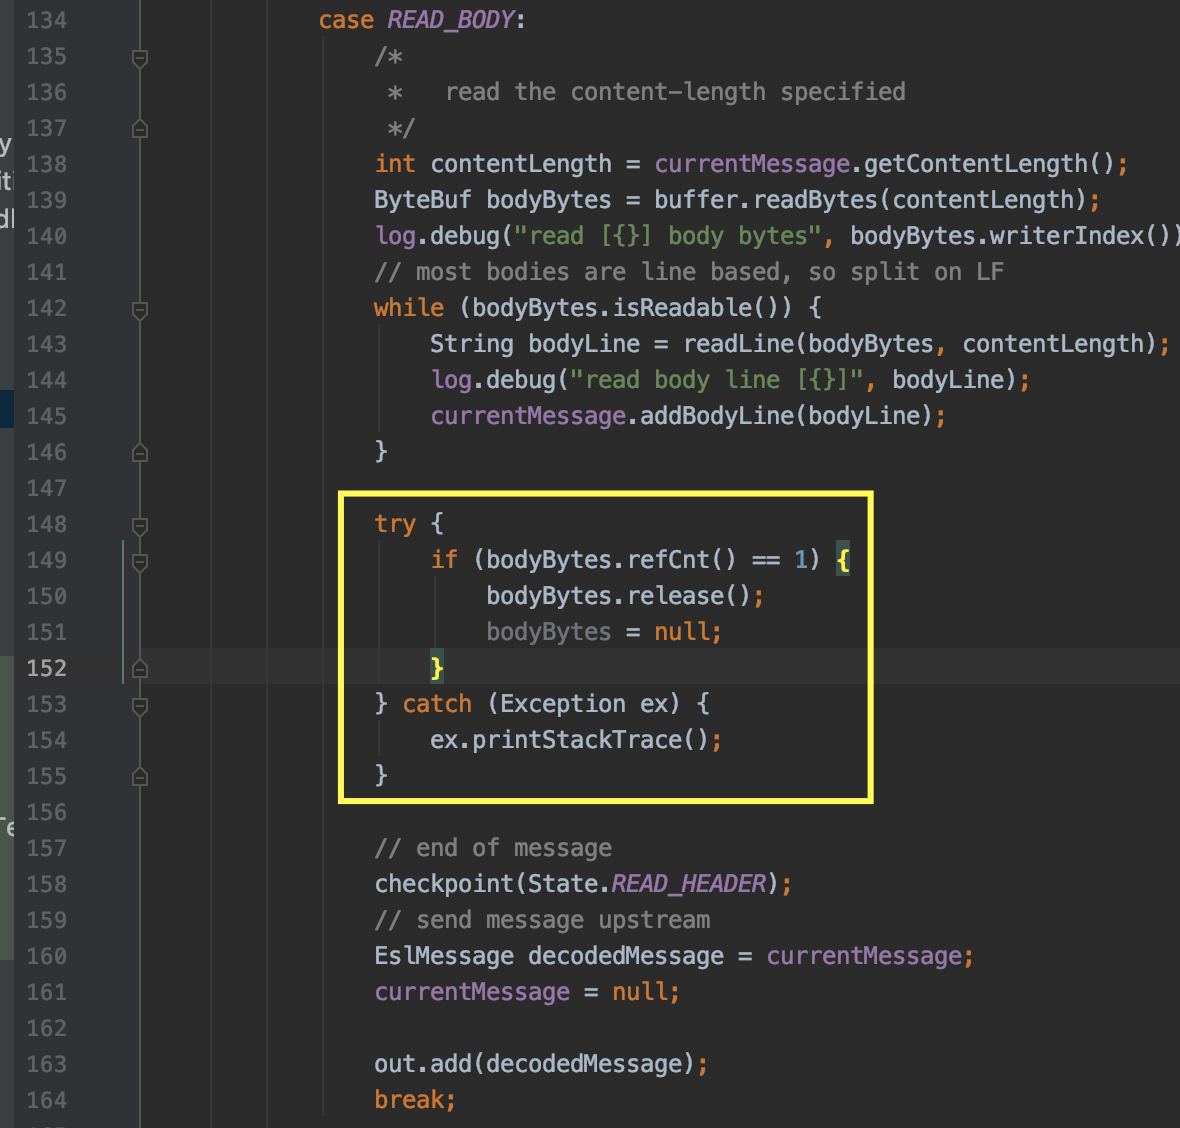 134 case READ_BODY:
135 /*
136 * read the content-length specified
137 */
138 int contentLength = currentMessage.getContentLength();
139 ByteBuf bodyBytes = buffer.readBytes(contentLength);
140 log.debug("read [{}] body bytes", bodyBytes.writerIndex())
141 // most bodies are line based, so split on LF
142 while (bodyBytes.isReadable()) {
143 String bodyLine = readLine(bodyBytes, contentLength);
144 log.debug("read body line [{}]", bodyLine);
145 currentMessage.addBodyLine(bodyLine);
146 }
147
148 try {
149 if (bodyBytes.refCnt() == 1) {
150 bodyBytes.release();
151 bodyBytes = null;
152 }
153 } catch (Exception ex) {
154 ex.printStackTrace();
155 }
156
157 // end of message
158 checkpoint(State.READ_HEADER);
159 // send message upstream
160 EslMessage decodedMessage = currentMessage;
161 currentMessage = null;
162
163 out.add(decodedMessage);
164 break;